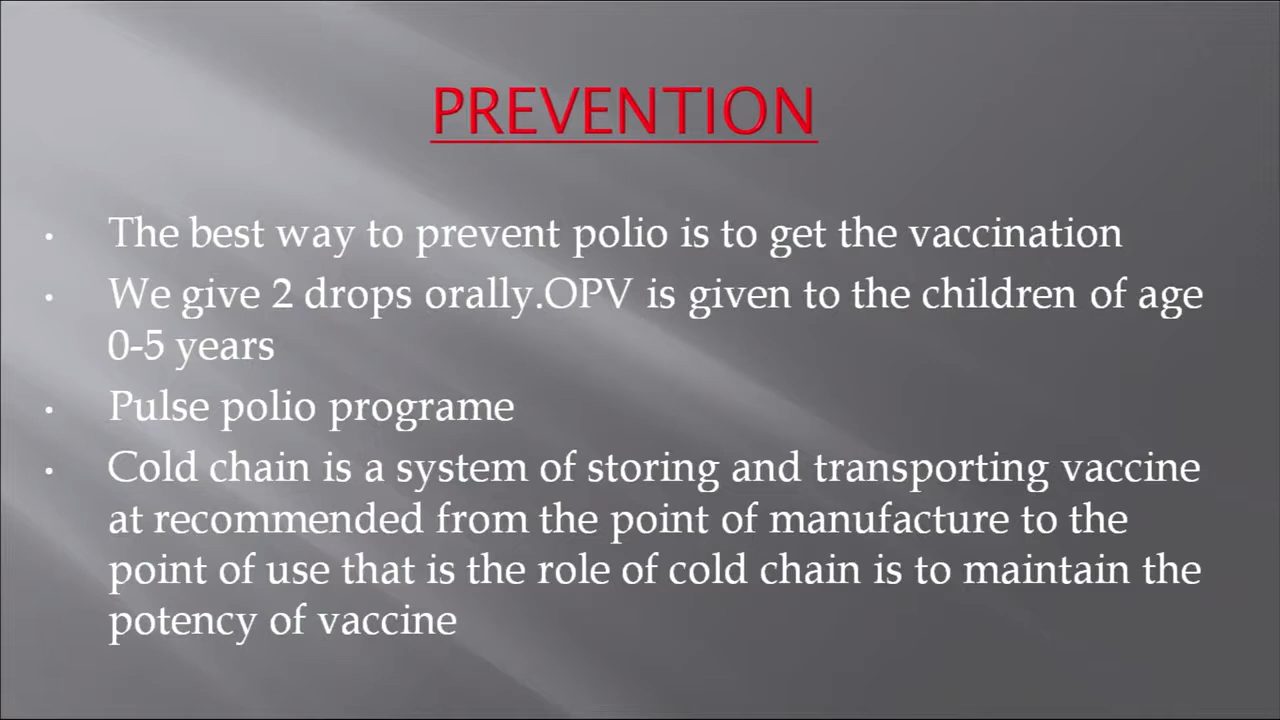 PREVENTION
• The best way to prevent polio is to get the vaccination
• We give 2 drops orally.OPV is given to the children of age
0-5 years
• Pulse polio programe
• Cold chain is a system of storing and transporting vaccine
at recommended from the point of manufacture to the
point of use that is the role of cold chain is to maintain the
potency of vaccine